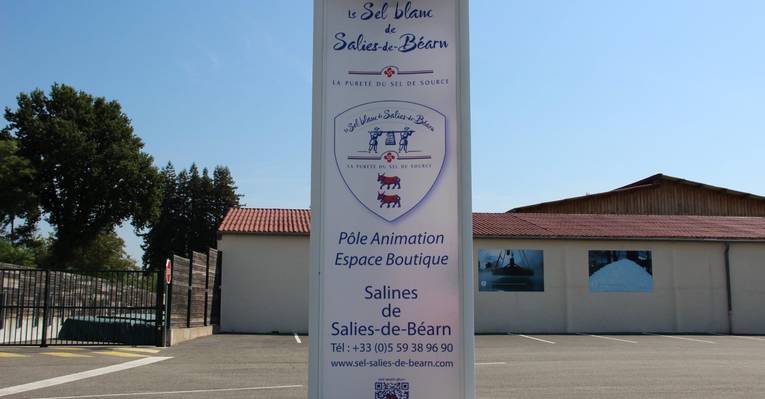 Le Sel blanc
de
Salies-de-Béarn
LA PURETÉ DU SEL DE SOURCE
Le Sel blanc de Salies-de-Béarn
LA PURETÉ DU SEL DE SOURCE
Pôle Animation
Espace Boutique
Salines
de
Salies-de-Béarn
Tél : +33 (0)5 59 38 96 90
www.sel-salies-de-bearn.com